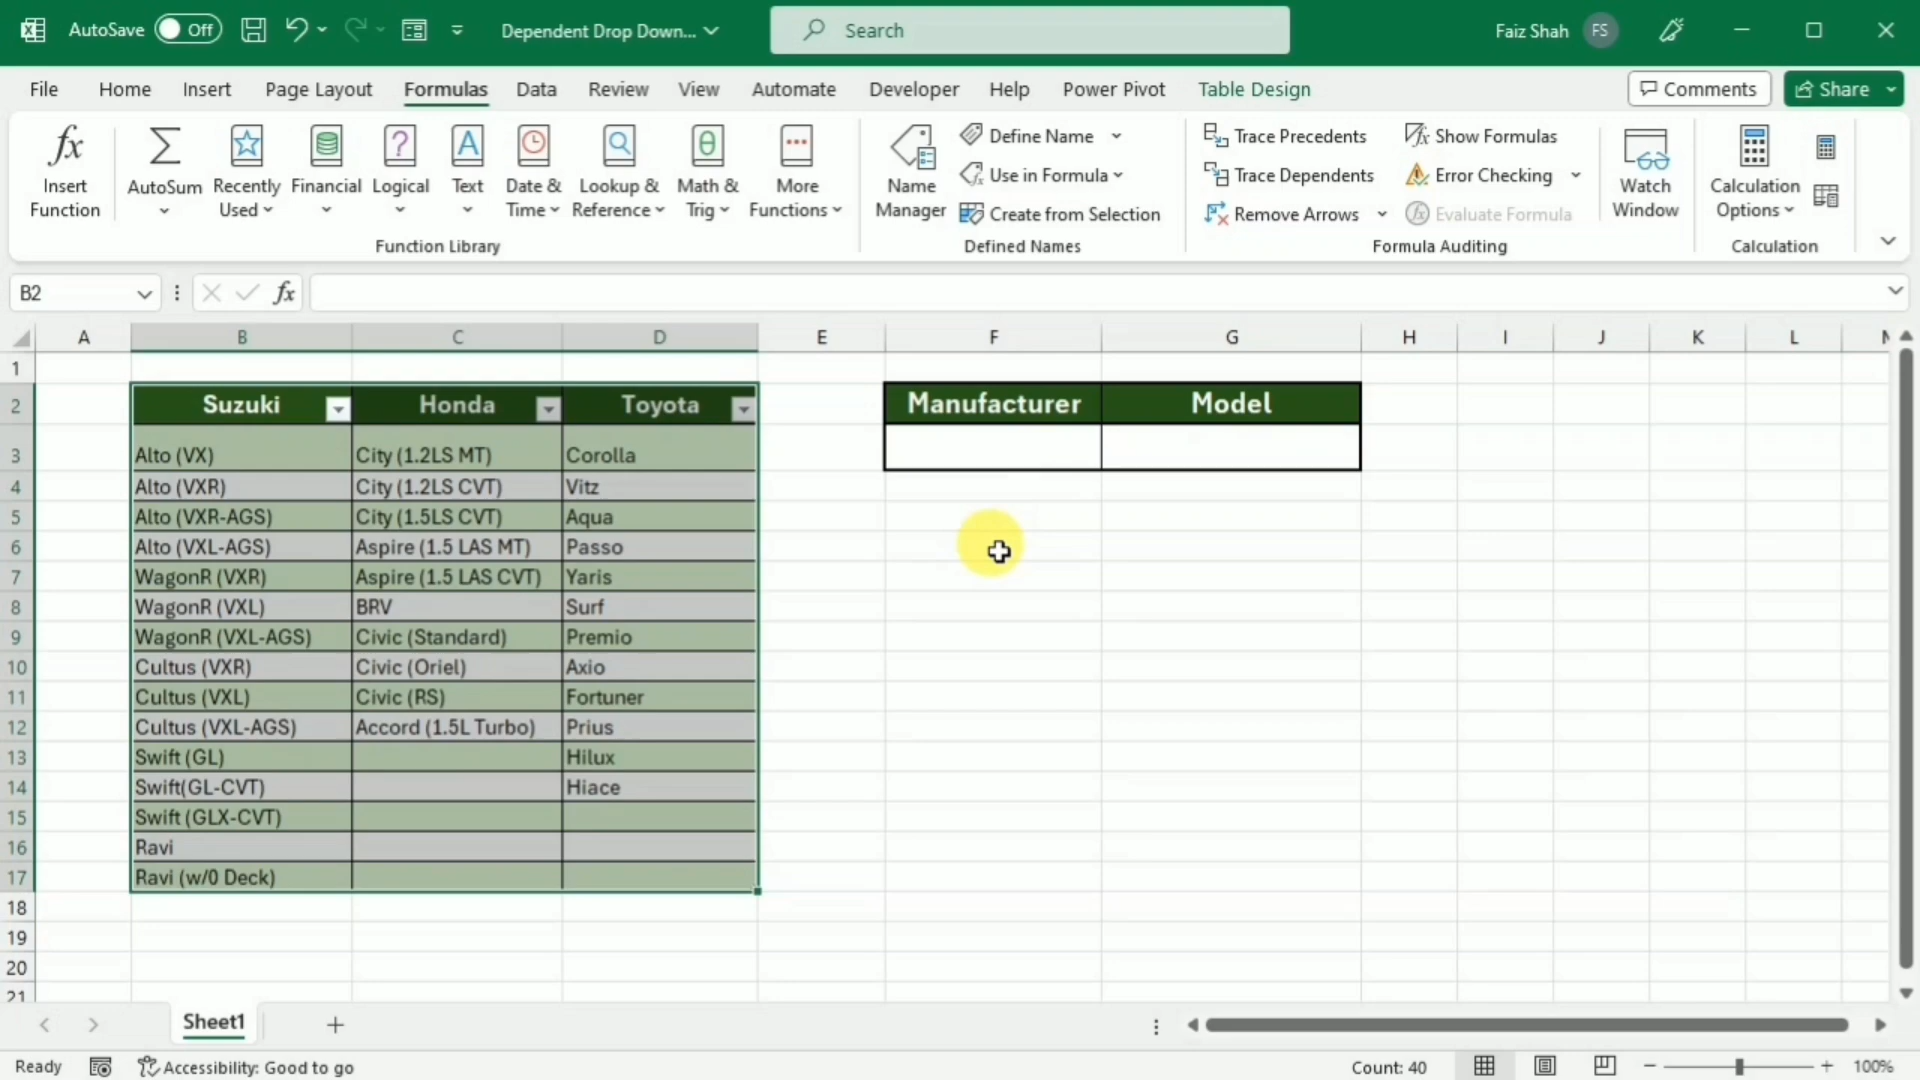 AutoSave Off Dependent Drop Down... Search Faiz Shah FS
File Home Insert Page Layout Formulas Data Review View Automate Developer Help Power Pivot Table Design Comments Share
Insert Function
AutoSum
Recently Used
Financial
Logical
Text
Date & Time
Lookup & Reference
Math & Trig
More Functions
Function Library
Name Manager
Define Name
Use in Formula
Create from Selection
Defined Names
Trace Precedents
Trace Dependents
Remove Arrows
Show Formulas
Error Checking
Evaluate Formula
Formula Auditing
Watch Window
Calculation Options
Calculation
B2 fx
A B C D E F G H I J K L
1
2 Suzuki Honda Toyota Manufacturer Model
3 Alto (VX) City (1.2LS MT) Corolla
4 Alto (VXR) City (1.2LS CVT) Vitz
5 Alto (VXR-AGS) City (1.5LS CVT) Aqua
6 Alto (VXL-AGS) Aspire (1.5 LAS MT) Passo
7 WagonR (VXR) Aspire (1.5 LAS CVT) Yaris
8 WagonR (VXL) BRV Surf
9 WagonR (VXL-AGS) Civic (Standard) Premio
10 Cultus (VXR) Civic (Oriel) Axio
11 Cultus (VXL) Civic (RS) Fortuner
12 Cultus (VXL-AGS) Accord (1.5L Turbo) Prius
13 Swift (GL) Hilux
14 Swift(GL-CVT) Hiace
15 Swift (GLX-CVT)
16 Ravi
17 Ravi (w/0 Deck)
18
19
20
21
Sheet1
Ready Accessibility: Good to go Count: 40 100%